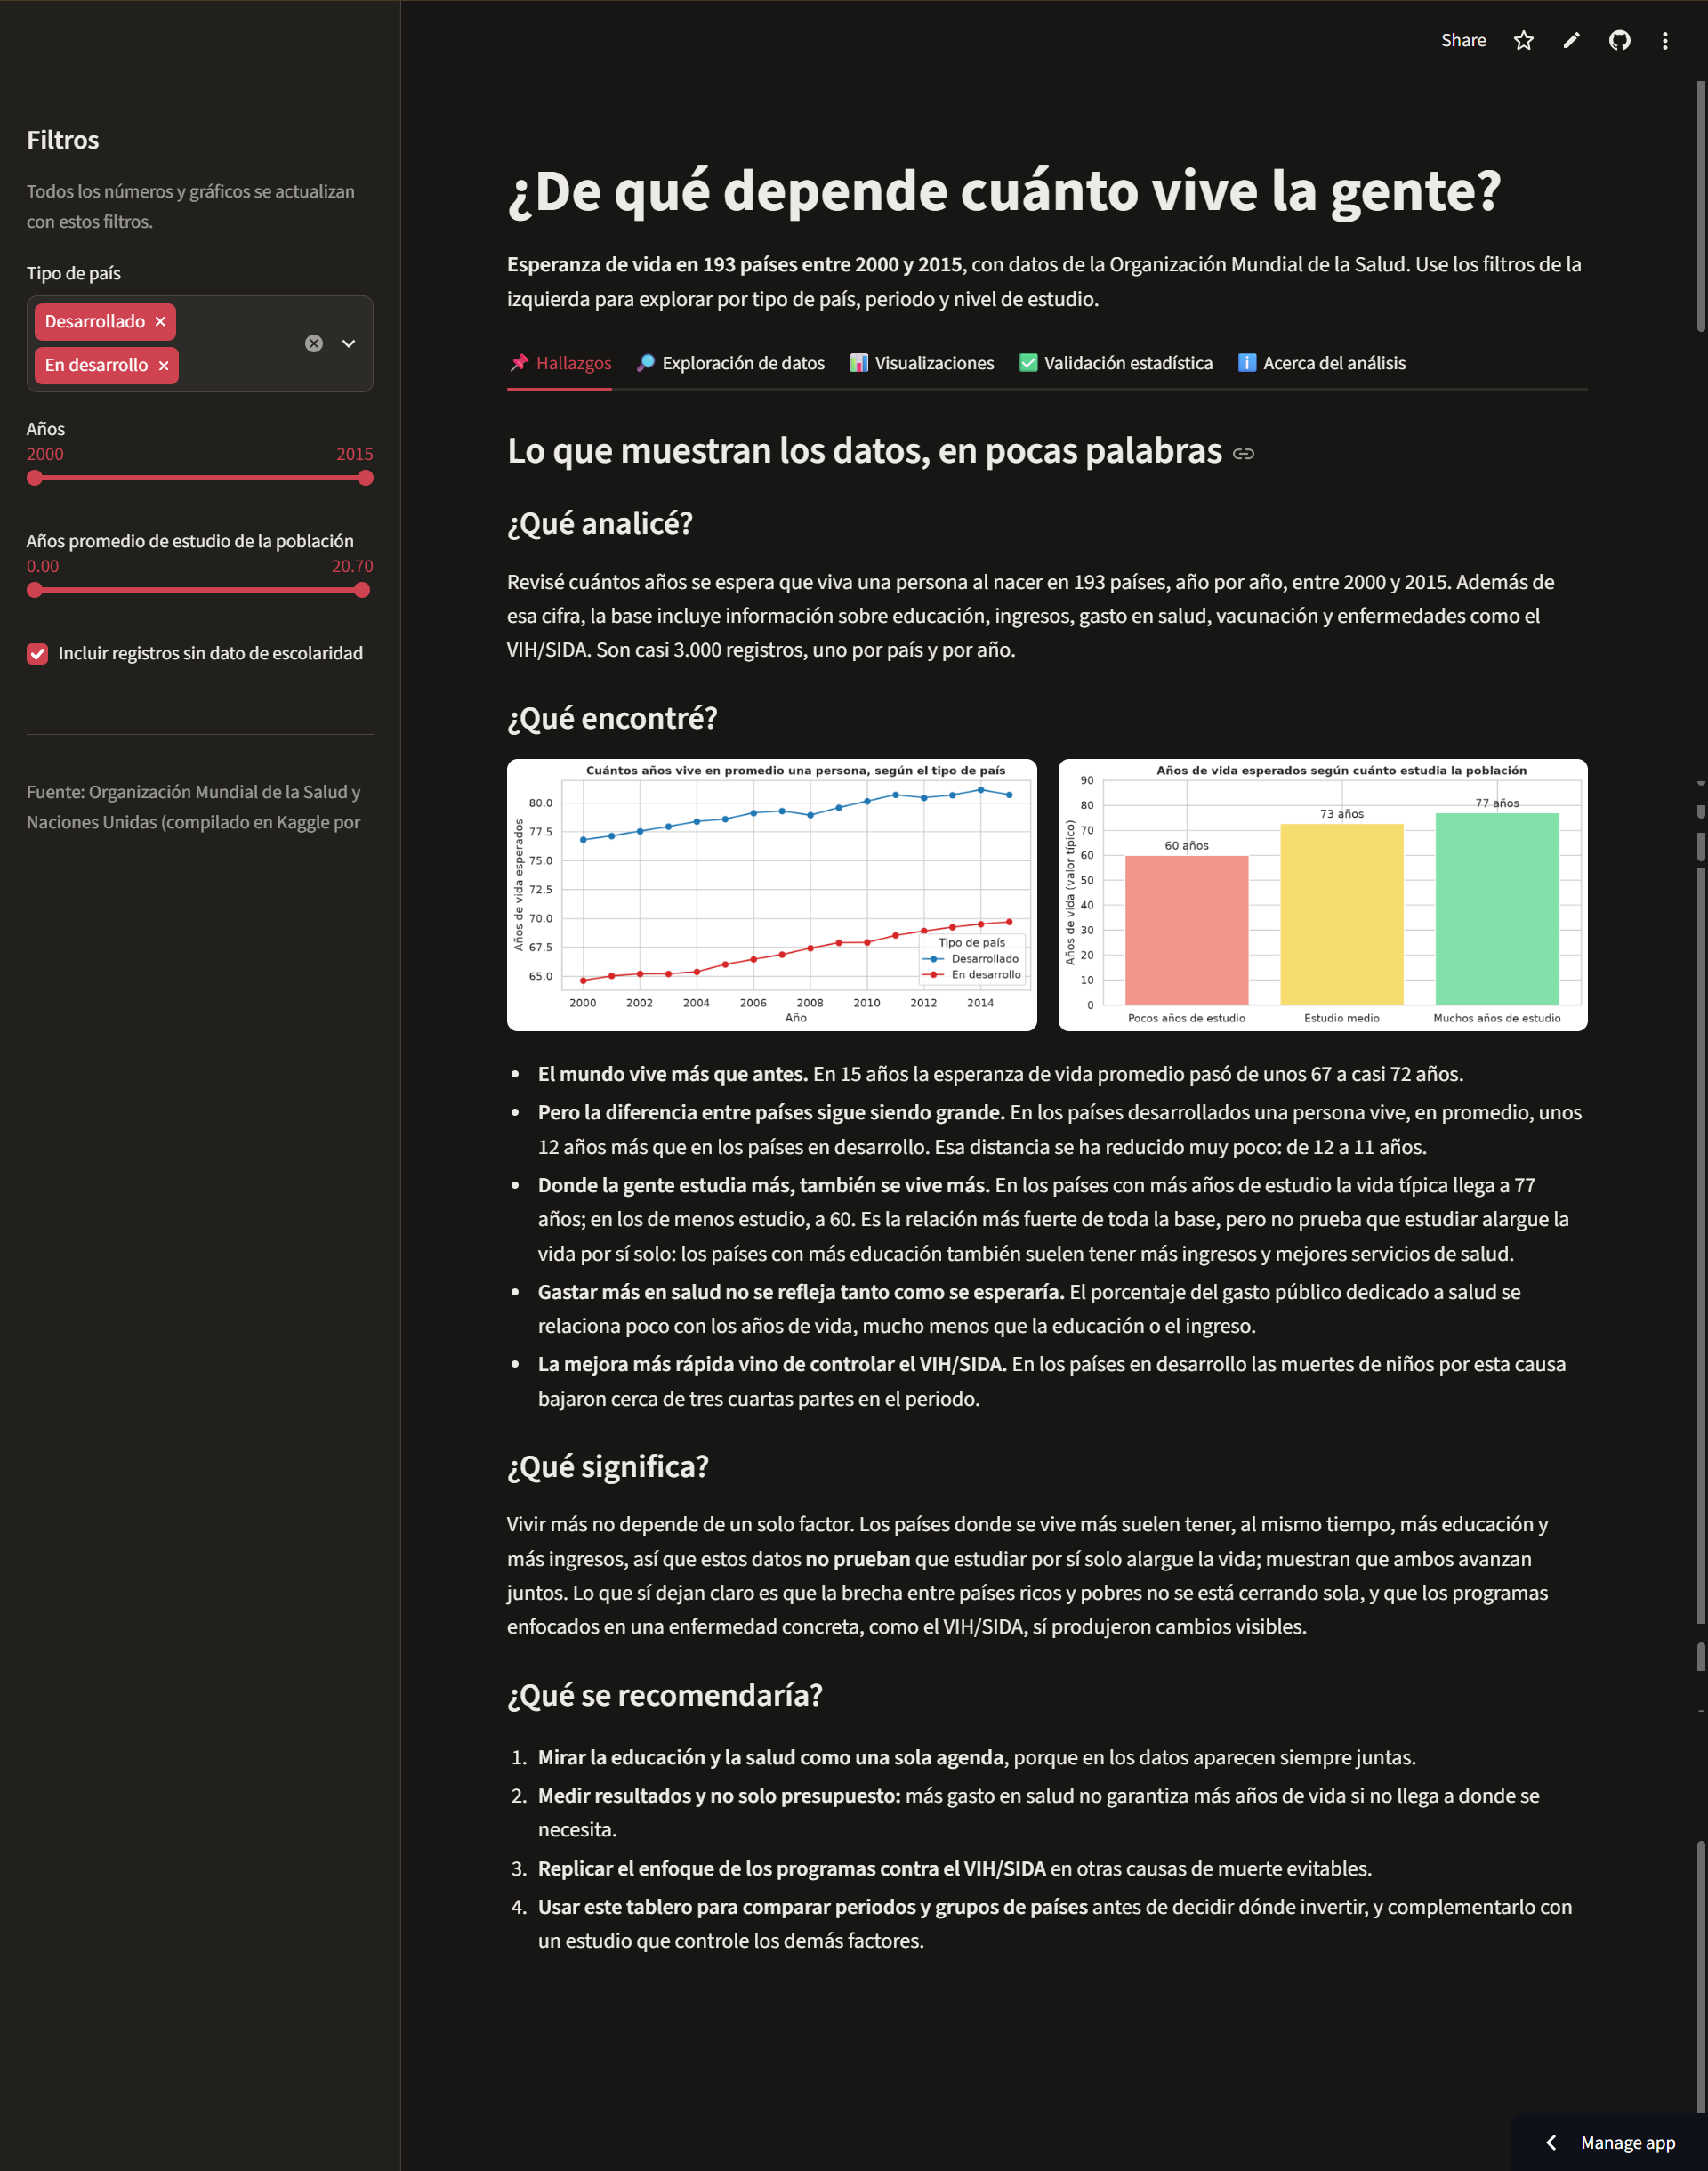 Share
Filtros
Todos los números y gráficos se actualizan
con estos filtros.
Tipo de país
Desarrollado
En desarrollo
Años
2000 2015
Años promedio de estudio de la población
0.00 20.70
Incluir registros sin dato de escolaridad
Fuente: Organización Mundial de la Salud y
Naciones Unidas (compilado en Kaggle por
¿De qué depende cuánto vive la gente?
Esperanza de vida en 193 países entre 2000 y 2015, con datos de la Organización Mundial de la Salud. Use los filtros de la
izquierda para explorar por tipo de país, periodo y nivel de estudio.
Hallazgos Exploración de datos Visualizaciones Validación estadística Acerca del análisis
Lo que muestran los datos, en pocas palabras
¿Qué analicé?
Revisé cuántos años se espera que viva una persona al nacer en 193 países, año por año, entre 2000 y 2015. Además de
esa cifra, la base incluye información sobre educación, ingresos, gasto en salud, vacunación y enfermedades como el
VIH/SIDA. Son casi 3.000 registros, uno por país y por año.
¿Qué encontré?
Cuántos años vive en promedio una persona, según el tipo de país
Años de vida esperados
80.0
77.5
75.0
72.5
70.0
67.5
65.0
Tipo de país
Desarrollado
En desarrollo
2000 2002 2004 2006 2008 2010 2012 2014
Año
Años de vida esperados según cuánto estudia la población
Años de vida (valor típico)
90
80
70
60
50
40
30
20
10
0
60 años
73 años
77 años
Pocos años de estudio Estudio medio Muchos años de estudio
El mundo vive más que antes. En 15 años la esperanza de vida promedio pasó de unos 67 a casi 72 años.
Pero la diferencia entre países sigue siendo grande. En los países desarrollados una persona vive, en promedio, unos
12 años más que en los países en desarrollo. Esa distancia se ha reducido muy poco: de 12 a 11 años.
Donde la gente estudia más, también se vive más. En los países con más años de estudio la vida típica llega a 77
años; en los de menos estudio, a 60. Es la relación más fuerte de toda la base, pero no prueba que estudiar alargue la
vida por sí solo: los países con más educación también suelen tener más ingresos y mejores servicios de salud.
Gastar más en salud no se refleja tanto como se esperaría. El porcentaje del gasto público dedicado a salud se
relaciona poco con los años de vida, mucho menos que la educación o el ingreso.
La mejora más rápida vino de controlar el VIH/SIDA. En los países en desarrollo las muertes de niños por esta causa
bajaron cerca de tres cuartas partes en el periodo.
¿Qué significa?
Vivir más no depende de un solo factor. Los países donde se vive más suelen tener, al mismo tiempo, más educación y
más ingresos, así que estos datos no prueban que estudiar por sí solo alargue la vida; muestran que ambos avanzan
juntos. Lo que sí dejan claro es que la brecha entre países ricos y pobres no se está cerrando sola, y que los programas
enfocados en una enfermedad concreta, como el VIH/SIDA, sí produjeron cambios visibles.
¿Qué se recomendaría?
1. Mirar la educación y la salud como una sola agenda, porque en los datos aparecen siempre juntas.
2. Medir resultados y no solo presupuesto: más gasto en salud no garantiza más años de vida si no llega a donde se
necesita.
3. Replicar el enfoque de los programas contra el VIH/SIDA en otras causas de muerte evitables.
4. Usar este tablero para comparar periodos y grupos de países antes de decidir dónde invertir, y complementarlo con
un estudio que controle los demás factores.
Manage app